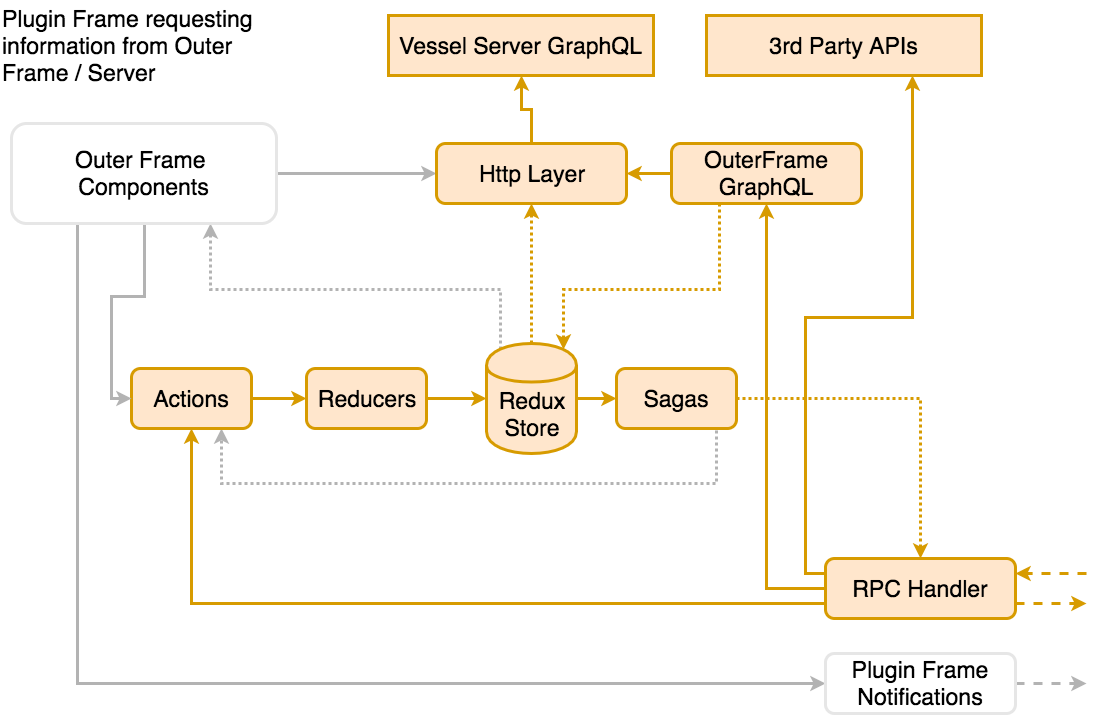 Plugin Frame requesting
information from Outer
Frame / Server
Vessel Server GraphQL
3rd Party APIs
Outer Frame
Components
Http Layer
OuterFrame
GraphQL
Actions
Reducers
Redux
Store
Sagas
RPC Handler
Plugin Frame
Notifications